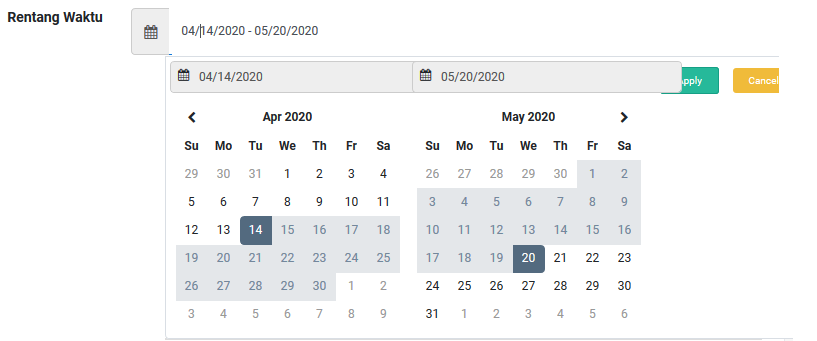 Rentang Waktu
04/14/2020 - 05/20/2020
04/14/2020 05/20/2020 Apply Cancel
Apr 2020 May 2020
Su Mo Tu We Th Fr Sa Su Mo Tu We Th Fr Sa
29 30 31 1 2 3 4 26 27 28 29 30 1 2
5 6 7 8 9 10 11 3 4 5 6 7 8 9
12 13 14 15 16 17 18 10 11 12 13 14 15 16
19 20 21 22 23 24 25 17 18 19 20 21 22 23
26 27 28 29 30 1 2 24 25 26 27 28 29 30
3 4 5 6 7 8 9 31 1 2 3 4 5 6